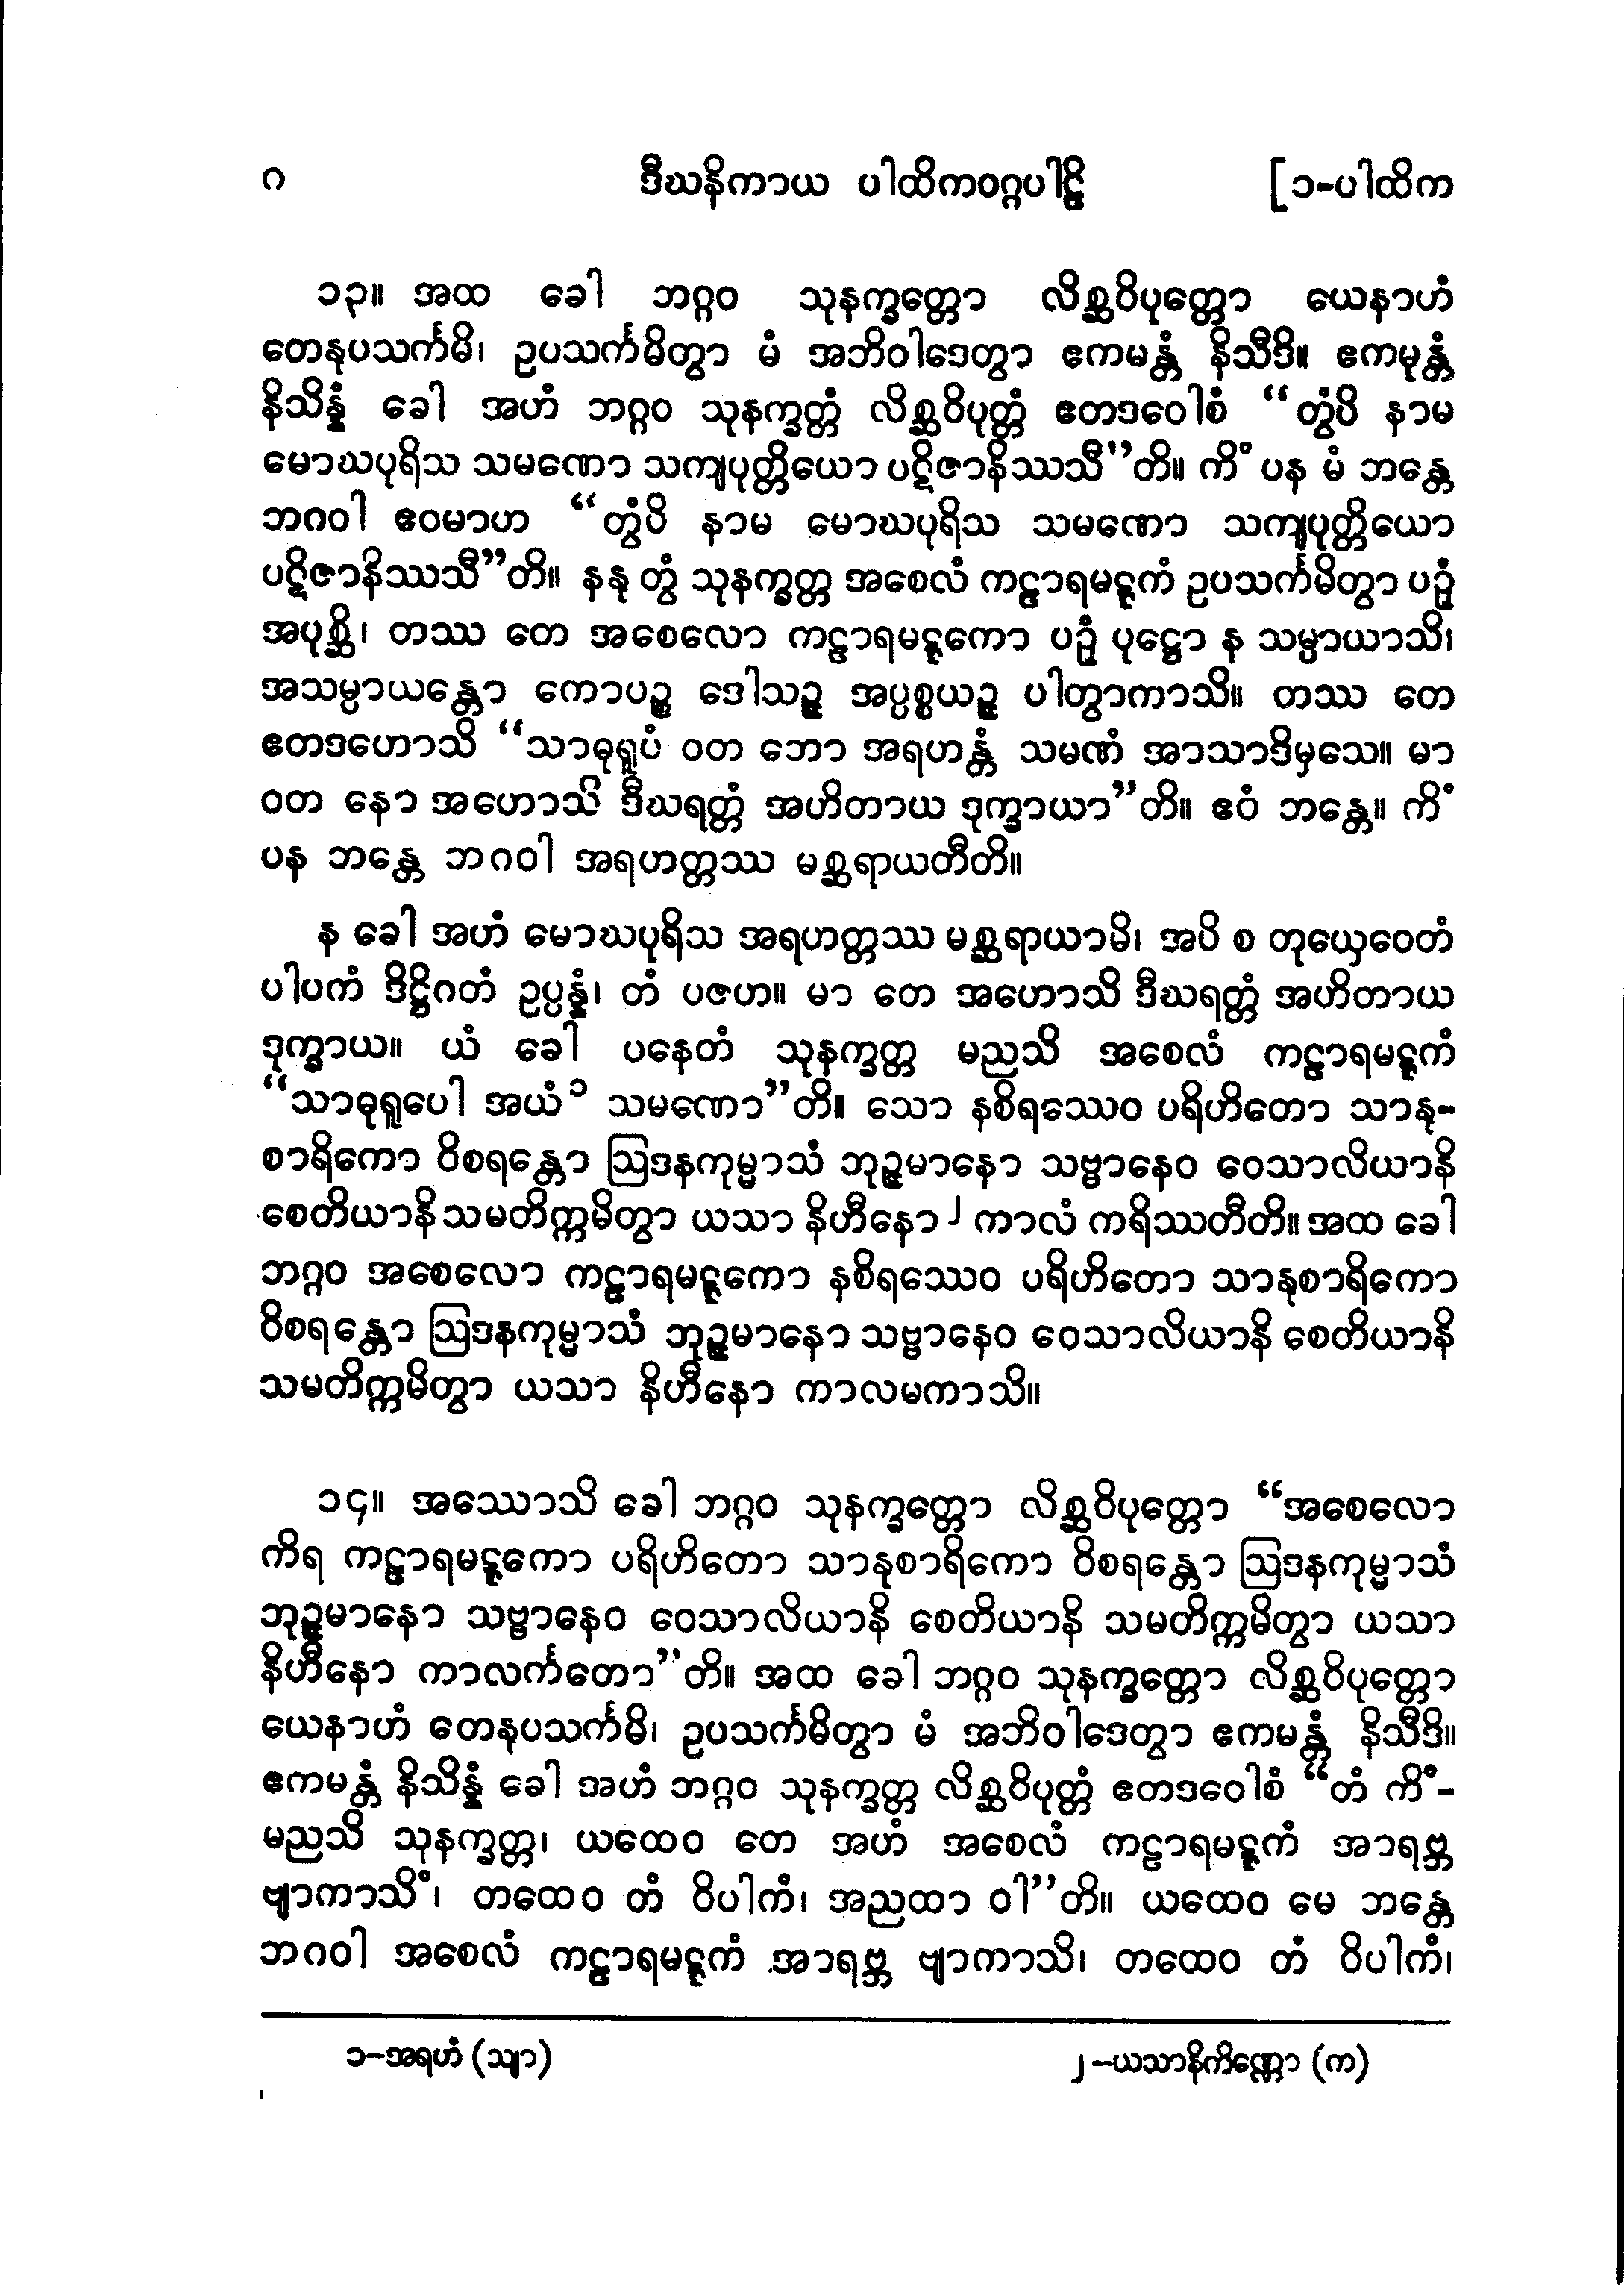 ၈ ဒီဃနိကာယ ပါထိကဝဂ္ဂပါဠိ [၁-ပါထိက
၁၃။ အထ ခေါ ဘဂ္ဂဝ သုနက္ခတ္တော လိစ္ဆဝိပုတ္တော ယေနာဟံ
တေနုပသင်္ကမိ၊ ဥပသင်္ကမိတွာ မံ အဘိဝါဒေတွာ ဧကမန္တံ နိသီဒိ။ ဧကမုန္တံ
နိသိန္နံ ခေါ အဟံ ဘဂ္ဂဝ သုနက္ခတ္တံ လိစ္ဆဝိပုတ္တံ ဧတဒဝေါစံ “တွံပိ နာမ
မောဃပုရိသ သမဏော သကျပုတ္တိယော ပဋိဇာနိဿသီ”တိ။ ကိံ ပန မံ ဘန္တေ
ဘဂဝါ ဧဝမာဟ “တွံပိ နာမ မောဃပုရိသ သမဏော သကျပုတ္တိယော
ပဋိဇာနိဿသီ”တိ။ နနု တွံ သုနက္ခတ္တ အစေလံ ကဠာရမဋ္ဋကံ ဥပသင်္ကမိတွာ ပဉှံ
အပုစ္ဆိ၊ တဿ တေ အစေလော ကဠာရမဋ္ဋကော ပဉှံ ပုဋ္ဌော န သမ္ပာယာသိ၊
အသမ္ပာယန္တော ကောပဉ္စ ဒေါသဉ္စ အပ္ပစ္စယဉ္စ ပါတွာကာသိ။ တဿ တေ
ဧတဒဟောသိ “သာဓုရူပံ ဝတ ဘော အရဟန္တံ သမဏံ အာသာဒိမှသေ။ မာ
ဝတ နော အဟောသိ ဒီဃရတ္တံ အဟိတာယ ဒုက္ခာယာ”တိ။ ဧဝံ ဘန္တေ။ ကိံ
ပန ဘန္တေ ဘဂဝါ အရဟတ္တဿ မစ္ဆရာယတီတိ။
န ခေါ အဟံ မောဃပုရိသ အရဟတ္တဿ မစ္ဆရာယာမိ၊ အပိ စ တုယှေဝေတံ
ပါပကံ ဒိဋ္ဌိဂတံ ဥပ္ပန္နံ၊ တံ ပဇဟ။ မာ တေ အဟောသိ ဒီဃရတ္တံ အဟိတာယ
ဒုက္ခာယ။ ယံ ခေါ ပနေတံ သုနက္ခတ္တ မညသိ အစေလံ ကဠာရမဋ္ဋကံ
“သာဓုရူပေါ အယံ၁ သမဏော”တိ။ သော နစိရဿေဝ ပရိဟိတော သာနု-
စာရိကော ဝိစရန္တော ဩဒနကုမ္မာသံ ဘုဉ္ဇမာနော သဗ္ဗာနေဝ ဝေသာလိယာနိ
စေတိယာနိ သမတိက္ကမိတွာ ယသာ နိဟီနော၂ ကာလံ ကရိဿတီတိ။ အထ ခေါ
ဘဂ္ဂဝ အစေလော ကဠာရမဋ္ဋကော နစိရဿေဝ ပရိဟိတော သာနုစာရိကော
ဝိစရန္တော ဩဒနကုမ္မာသံ ဘုဉ္ဇမာနော သဗ္ဗာနေဝ ဝေသာလိယာနိ စေတိယာနိ
သမတိက္ကမိတွာ ယသာ နိဟီနော ကာလမကာသိ။
၁၄။ အဿောသိ ခေါ ဘဂ္ဂဝ သုနက္ခတ္တော လိစ္ဆဝိပုတ္တော “အစေလော
ကိရ ကဠာရမဋ္ဋကော ပရိဟိတော သာနုစာရိကော ဝိစရန္တော ဩဒနကုမ္မာသံ
ဘုဉ္ဇမာနော သဗ္ဗာနေဝ ဝေသာလိယာနိ စေတိယာနိ သမတိက္ကမိတွာ ယသာ
နိဟီနော ကာလင်္ကတော”တိ။ အထ ခေါ ဘဂ္ဂဝ သုနက္ခတ္တော လိစ္ဆဝိပုတ္တော
ယေနာဟံ တေနုပသင်္ကမိ၊ ဥပသင်္ကမိတွာ မံ အဘိဝါဒေတွာ ဧကမန္တံ နိသီဒိ။
ဧကမန္တံ နိသိန္နံ ခေါ အဟံ ဘဂ္ဂဝ သုနက္ခတ္တ လိစ္ဆဝိပုတ္တံ ဧတဒဝေါစံ “တံ ကိံ-
မညသိ သုနက္ခတ္တ၊ ယထေဝ တေ အဟံ အစေလံ ကဠာရမဋ္ဋကံ အာရဗ္ဘ
ဗျာကာသိံ၊ တထေဝ တံ ဝိပါကံ၊ အညထာ ဝါ”တိ။ ယထေဝ မေ ဘန္တေ
ဘဂဝါ အစေလံ ကဠာရမဋ္ဋကံ အာရဗ္ဘ ဗျာကာသိ၊ တထေဝ တံ ဝိပါကံ၊
၁-အရဟံ (သျာ) ၂-ယသာနိကိဏ္ဏော (က)